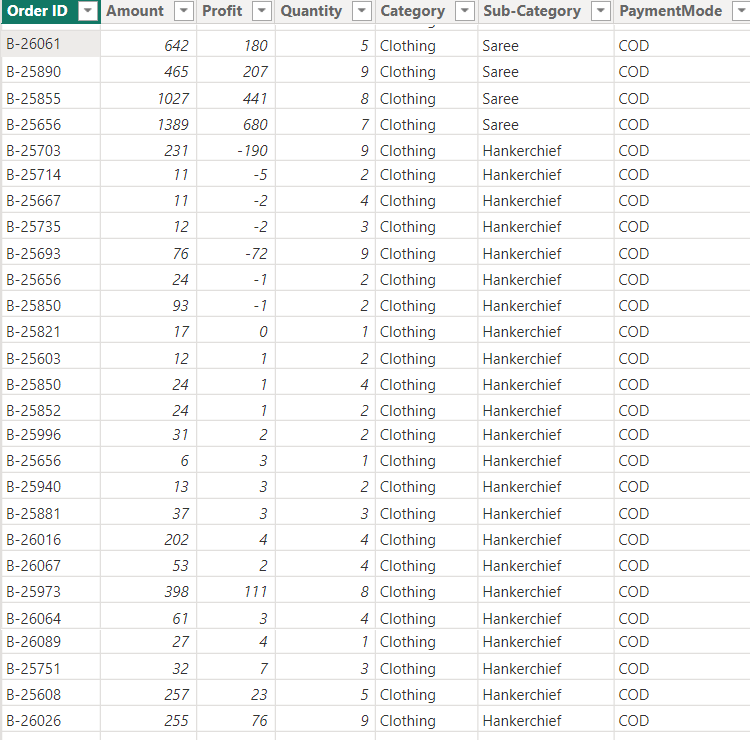 Order ID Amount Profit Quantity Category Sub-Category PaymentMode
B-26061 642 180 5 Clothing Saree COD
B-25890 465 207 9 Clothing Saree COD
B-25855 1027 441 8 Clothing Saree COD
B-25656 1389 680 7 Clothing Saree COD
B-25703 231 -190 9 Clothing Hankerchief COD
B-25714 11 -5 2 Clothing Hankerchief COD
B-25667 11 -2 4 Clothing Hankerchief COD
B-25735 12 -2 3 Clothing Hankerchief COD
B-25693 76 -72 9 Clothing Hankerchief COD
B-25656 24 -1 2 Clothing Hankerchief COD
B-25850 93 -1 2 Clothing Hankerchief COD
B-25821 17 0 1 Clothing Hankerchief COD
B-25603 12 1 2 Clothing Hankerchief COD
B-25850 24 1 4 Clothing Hankerchief COD
B-25852 24 1 2 Clothing Hankerchief COD
B-25996 31 2 2 Clothing Hankerchief COD
B-25656 6 3 1 Clothing Hankerchief COD
B-25940 13 3 2 Clothing Hankerchief COD
B-25881 37 3 3 Clothing Hankerchief COD
B-26016 202 4 4 Clothing Hankerchief COD
B-26067 53 2 4 Clothing Hankerchief COD
B-25973 398 111 8 Clothing Hankerchief COD
B-26064 61 3 4 Clothing Hankerchief COD
B-26089 27 4 1 Clothing Hankerchief COD
B-25751 32 7 3 Clothing Hankerchief COD
B-25608 257 23 5 Clothing Hankerchief COD
B-26026 255 76 9 Clothing Hankerchief COD